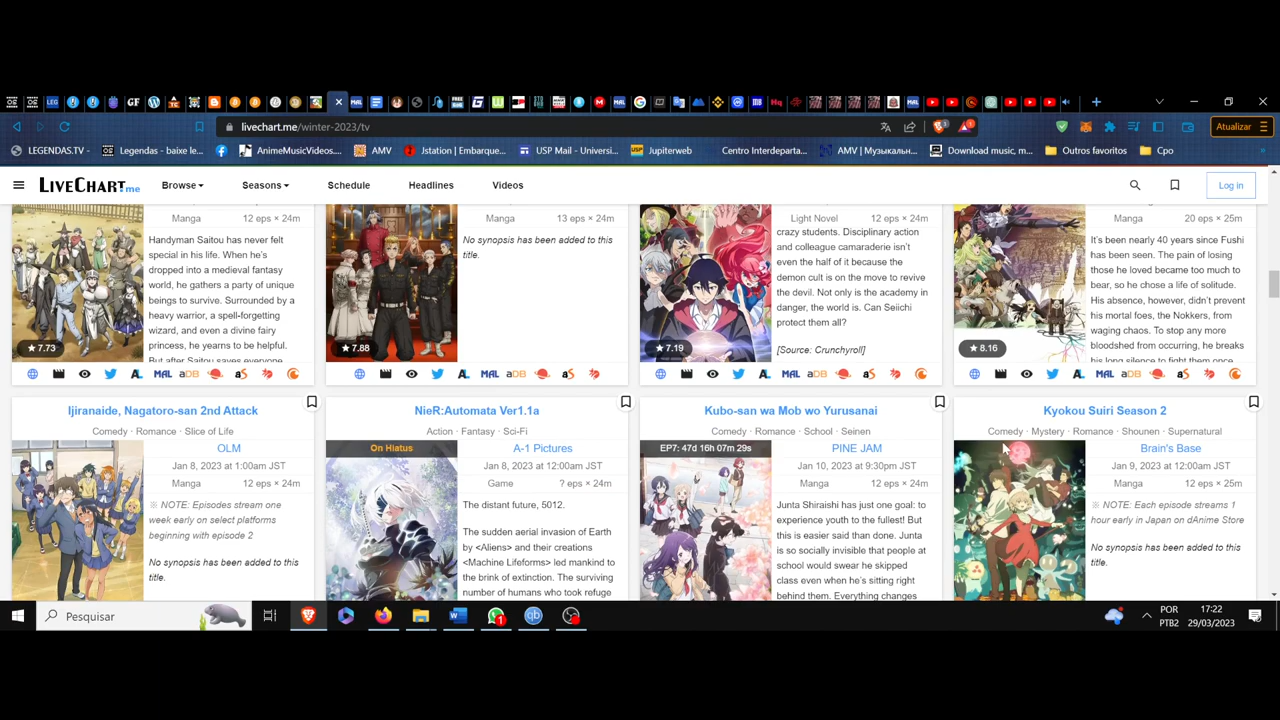 livechart.me/winter-2023/tv
Atualizar
LEGENDAS.TV -
Legendas - baixe le...
AnimeMusicVideos....
AMV
Jstation | Embarque...
USP Mail - Universi...
Jupiterweb
Centro Interdeparta...
AMV | Музыкальн...
Download music, m...
Outros favoritos
Cpo
LIVECHART.me
Browse
Seasons
Schedule
Headlines
Videos
Log in
Manga 12 eps × 24m
Handyman Saitou has never felt
special in his life. When he's
dropped into a medieval fantasy
world, he gathers a party of unique
beings to survive. Surrounded by a
heavy warrior, a spell-forgetting
wizard, and even a divine fairy
princess, he yearns to be helpful.
But after Saitou saves everyone
★ 7.73
Manga 13 eps × 24m
No synopsis has been added to this
title.
★ 7.88
Light Novel 12 eps × 24m
crazy students. Disciplinary action
and colleague camaraderie isn't
even the half of it because the
demon cult is on the move to revive
the devil. Not only is the academy in
danger, the world is. Can Seiichi
protect them all?
[Source: Crunchyroll]
★ 7.19
Manga 20 eps × 25m
It's been nearly 40 years since Fushi
has been seen. The pain of losing
those he loved became too much to
bear, so he chose a life of solitude.
His absence, however, didn't prevent
his mortal foes, the Nokkers, from
waging chaos. To stop any more
bloodshed from occurring, he breaks
his long silence to fight them once
★ 8.16
Ijiranaide, Nagatoro-san 2nd Attack
Comedy · Romance · Slice of Life
OLM
Jan 8, 2023 at 1:00am JST
Manga 12 eps × 24m
※ NOTE: Episodes stream one
week early on select platforms
beginning with episode 2
No synopsis has been added to this
title.
NieR:Automata Ver1.1a
Action · Fantasy · Sci-Fi
On Hiatus
A-1 Pictures
Jan 8, 2023 at 12:00am JST
Game ? eps × 24m
The distant future, 5012.
The sudden aerial invasion of Earth
by <Aliens> and their creations
<Machine Lifeforms> led mankind to
the brink of extinction. The surviving
number of humans who took refuge
Kubo-san wa Mob wo Yurusanai
Comedy · Romance · School · Seinen
EP7: 47d 16h 07m 29s
PINE JAM
Jan 10, 2023 at 9:30pm JST
Manga 12 eps × 24m
Junta Shiraishi has just one goal: to
experience youth to the fullest! But
this is easier said than done. Junta
is so socially invisible that people at
school would swear he skipped
class even when he's sitting right
behind them. Everything changes
Kyokou Suiri Season 2
Comedy · Mystery · Romance · Shounen · Supernatural
Brain's Base
Jan 9, 2023 at 12:00am JST
Manga 12 eps × 25m
※ NOTE: Each episode streams 1
hour early in Japan on dAnime Store
No synopsis has been added to this
title.
Pesquisar
POR
PTB2
17:22
29/03/2023